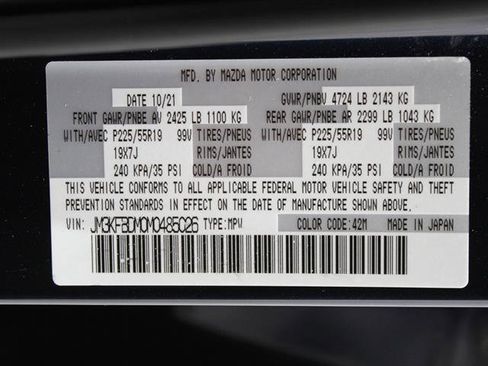 MFD. BY MAZDA MOTOR CORPORATION
DATE 10/21 GVWR/PNBV 4724 LB 2143 KG
FRONT GAWR/PNBE AV 2425 LB 1100 KG REAR GAWR/PNBE AR 2299 LB 1043 KG
WITH/AVEC P225/55R19 99V TIRES/PNEUS WITH/AVEC P225/55R19 99V TIRES/PNEUS
19X7J RIMS/JANTES 19X7J RIMS/JANTES
240 KPA/35 PSI COLD/A FROID 240 KPA/35 PSI COLD/A FROID
THIS VEHICLE CONFORMS TO ALL APPLICABLE FEDERAL MOTOR VEHICLE SAFETY AND THEFT
PREVENTION STANDARDS IN EFFECT ON THE DATE OF MANUFACTURE SHOWN ABOVE.
VIN: JM3KFBDM0M0485026 TYPE:MPV COLOR CODE:42M MADE IN JAPAN